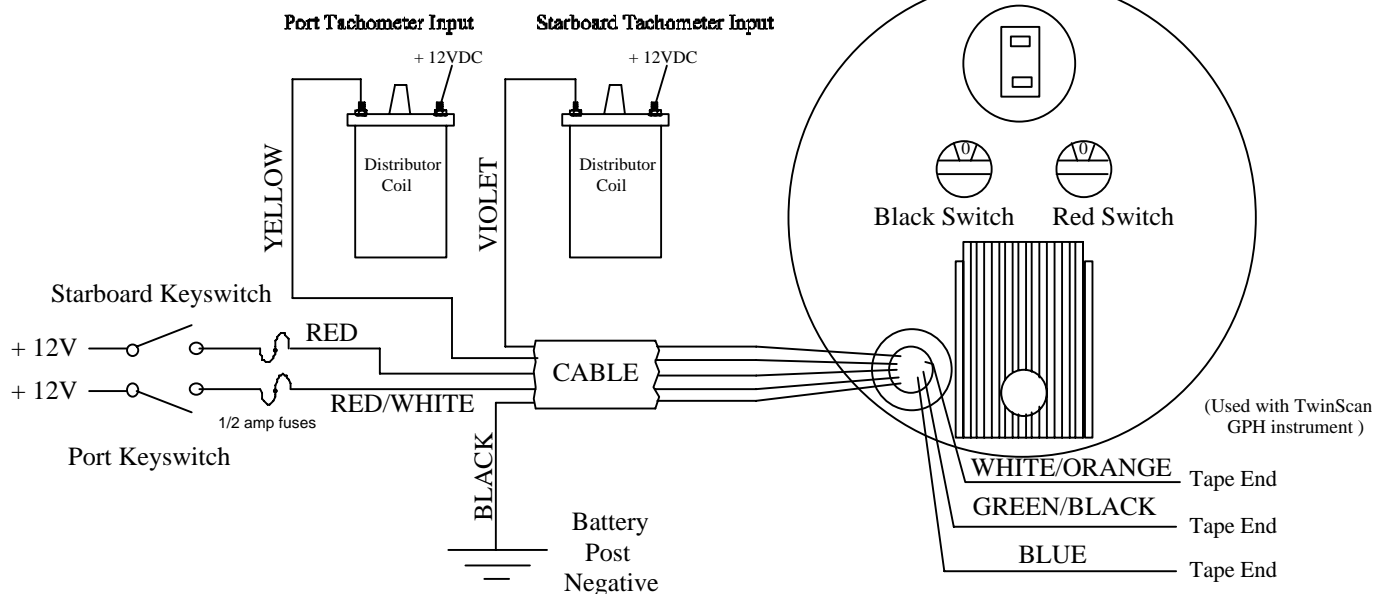 Port Tachometer Input
Starboard Tachometer Input
+ 12VDC
+ 12VDC
Distributor
Coil
Distributor
Coil
YELLOW
VIOLET
0
0
Black Switch
Red Switch
Starboard Keyswitch
+ 12V
RED
+ 12V
RED/WHITE
1/2 amp fuses
Port Keyswitch
CABLE
BLACK
Battery
Post
Negative
(Used with TwinScan
GPH instrument )
WHITE/ORANGE
Tape End
GREEN/BLACK
Tape End
BLUE
Tape End